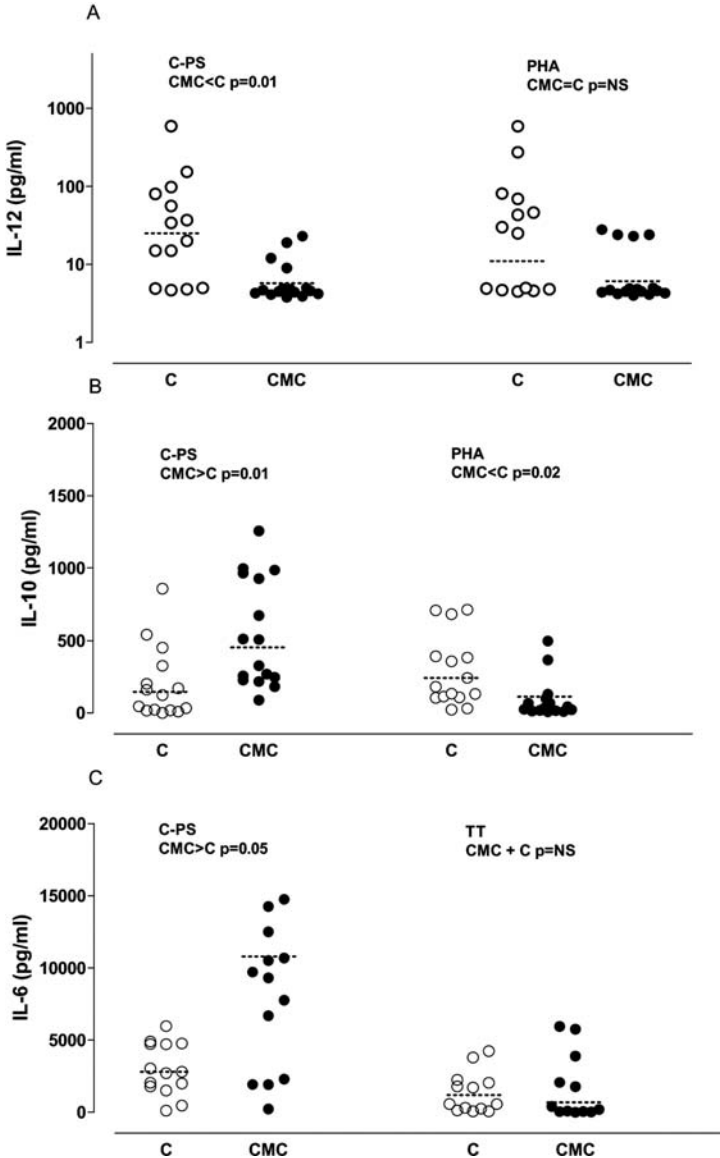 A
C-PS
CMC<C p=0.01
PHA
CMC=C p=NS
IL-12 (pg/ml)
1000
100
10
1
C
CMC
C
CMC
B
C-PS
CMC>C p=0.01
PHA
CMC<C p=0.02
IL-10 (pg/ml)
2000
1500
1000
500
0
C
CMC
C
CMC
C
C-PS
CMC>C p=0.05
TT
CMC + C p=NS
IL-6 (pg/ml)
20000
15000
10000
5000
0
C
CMC
C
CMC